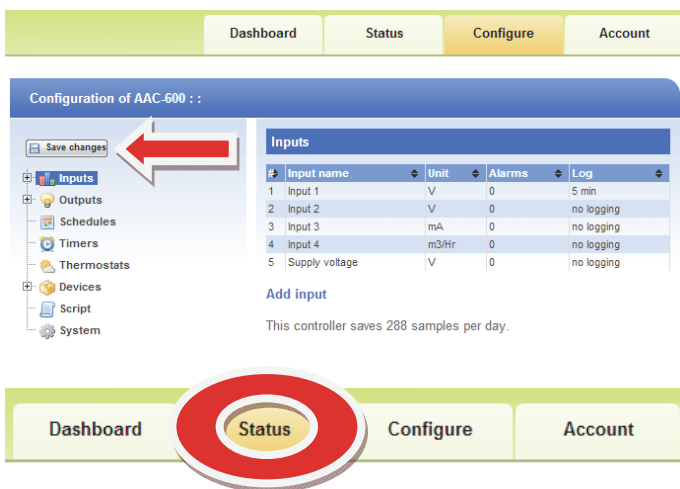 Dashboard Status Configure Account
Configuration of AAC-600 : :
Save changes
Inputs
Outputs
Schedules
Timers
Thermostats
Devices
Script
System
Inputs
# Input name Unit Alarms Log
1 Input 1 V 0 5 min
2 Input 2 V 0 no logging
3 Input 3 mA 0 no logging
4 Input 4 m3/Hr 0 no logging
5 Supply voltage V 0 no logging
Add input
This controller saves 288 samples per day.
Dashboard Status Configure Account